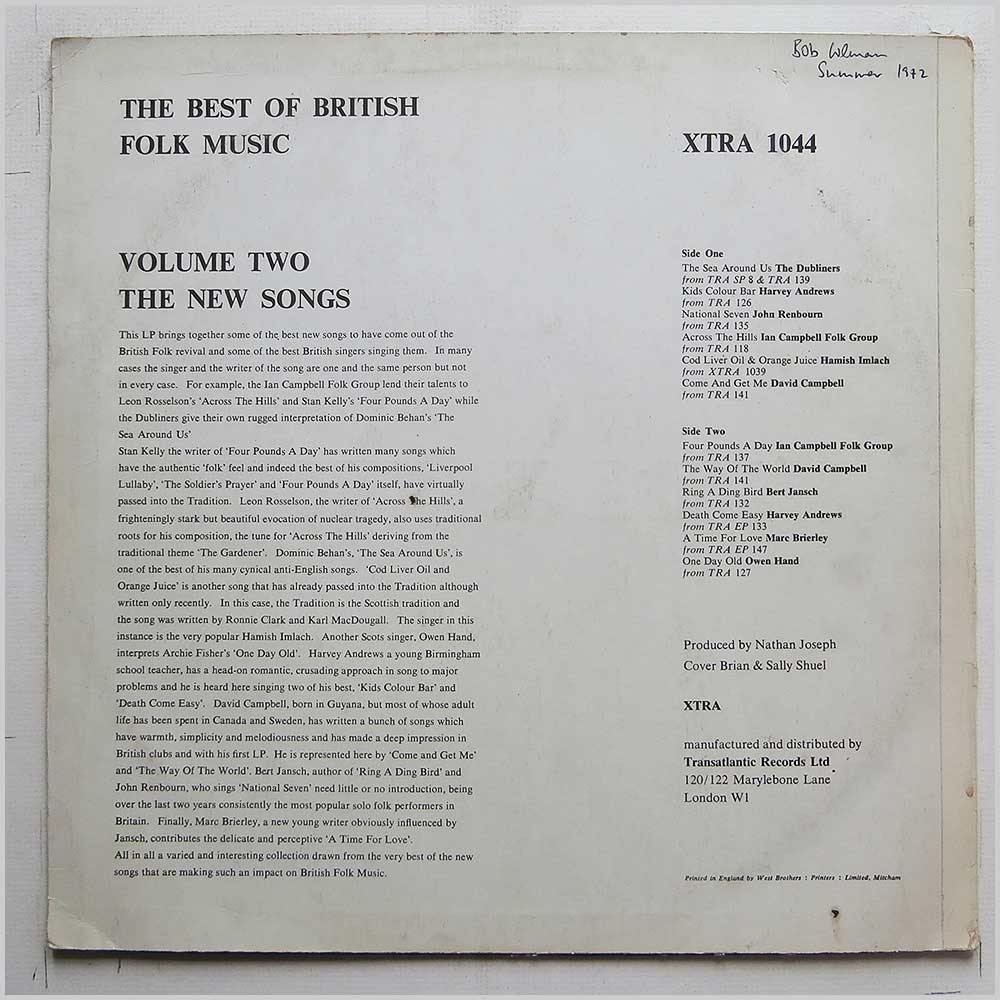 Bob
Summer 1972
THE BEST OF BRITISH
FOLK MUSIC
XTRA 1044
VOLUME TWO
THE NEW SONGS
This LP brings together some of the best new songs to have come out of the
British Folk revival and some of the best British singers singing them. In many
cases the singer and the writer of the song are one and the same person but not
in every case. For example, the Ian Campbell Folk Group lend their talents to
Leon Rosselson's 'Across The Hills' and Stan Kelly's 'Four Pounds A Day' while
the Dubliners give their own rugged interpretation of Dominic Behan's 'The
Sea Around Us'
Stan Kelly the writer of 'Four Pounds A Day' has written many songs which
have the authentic 'folk' feel and indeed the best of his compositions, 'Liverpool
Lullaby', 'The Soldier's Prayer' and 'Four Pounds A Day' itself, have virtually
passed into the Tradition. Leon Rosselson, the writer of 'Across The Hills', a
frighteningly stark but beautiful evocation of nuclear tragedy, also uses traditional
roots for his composition, the tune for 'Across The Hills' deriving from the
traditional theme 'The Gardener'. Dominic Behan's, 'The Sea Around Us', is
one of the best of his many cynical anti-English songs. 'Cod Liver Oil and
Orange Juice' is another song that has already passed into the Tradition although
written only recently. In this case, the Tradition is the Scottish tradition and
the song was written by Ronnie Clark and Karl MacDougall. The singer in this
instance is the very popular Hamish Imlach. Another Scots singer, Owen Hand,
interprets Archie Fisher's 'One Day Old'. Harvey Andrews a young Birmingham
school teacher, has a head-on romantic, crusading approach in song to major
problems and he is heard here singing two of his best, 'Kids Colour Bar' and
'Death Come Easy'. David Campbell, born in Guyana, but most of whose adult
life has been spent in Canada and Sweden, has written a bunch of songs which
have warmth, simplicity and melodiousness and has made a deep impression in
British clubs and with his first LP. He is represented here by 'Come and Get Me'
and 'The Way Of The World'. Bert Jansch, author of 'Ring A Ding Bird' and
John Renbourn, who sings 'National Seven' need little or no introduction, being
over the last two years consistently the most popular solo folk performers in
Britain. Finally, Marc Brierley, a new young writer obviously influenced by
Jansch, contributes the delicate and perceptive 'A Time For Love'.
All in all a varied and interesting collection drawn from the very best of the new
songs that are making such an impact on British Folk Music.
Side One
The Sea Around Us The Dubliners
from TRA SP 8 & TRA 139
Kids Colour Bar Harvey Andrews
from TRA 126
National Seven John Renbourn
from TRA 135
Across The Hills Ian Campbell Folk Group
from TRA 118
Cod Liver Oil & Orange Juice Hamish Imlach
from XTRA 1039
Come And Get Me David Campbell
from TRA 141
Side Two
Four Pounds A Day Ian Campbell Folk Group
from TRA 137
The Way Of The World David Campbell
from TRA 141
Ring A Ding Bird Bert Jansch
from TRA 132
Death Come Easy Harvey Andrews
from TRA EP 133
A Time For Love Marc Brierley
from TRA EP 147
One Day Old Owen Hand
from TRA 127
Produced by Nathan Joseph
Cover Brian & Sally Shuel
XTRA
manufactured and distributed by
Transatlantic Records Ltd
120/122 Marylebone Lane
London W1
Printed in England by West Brothers : Printers : Limited, Mitcham